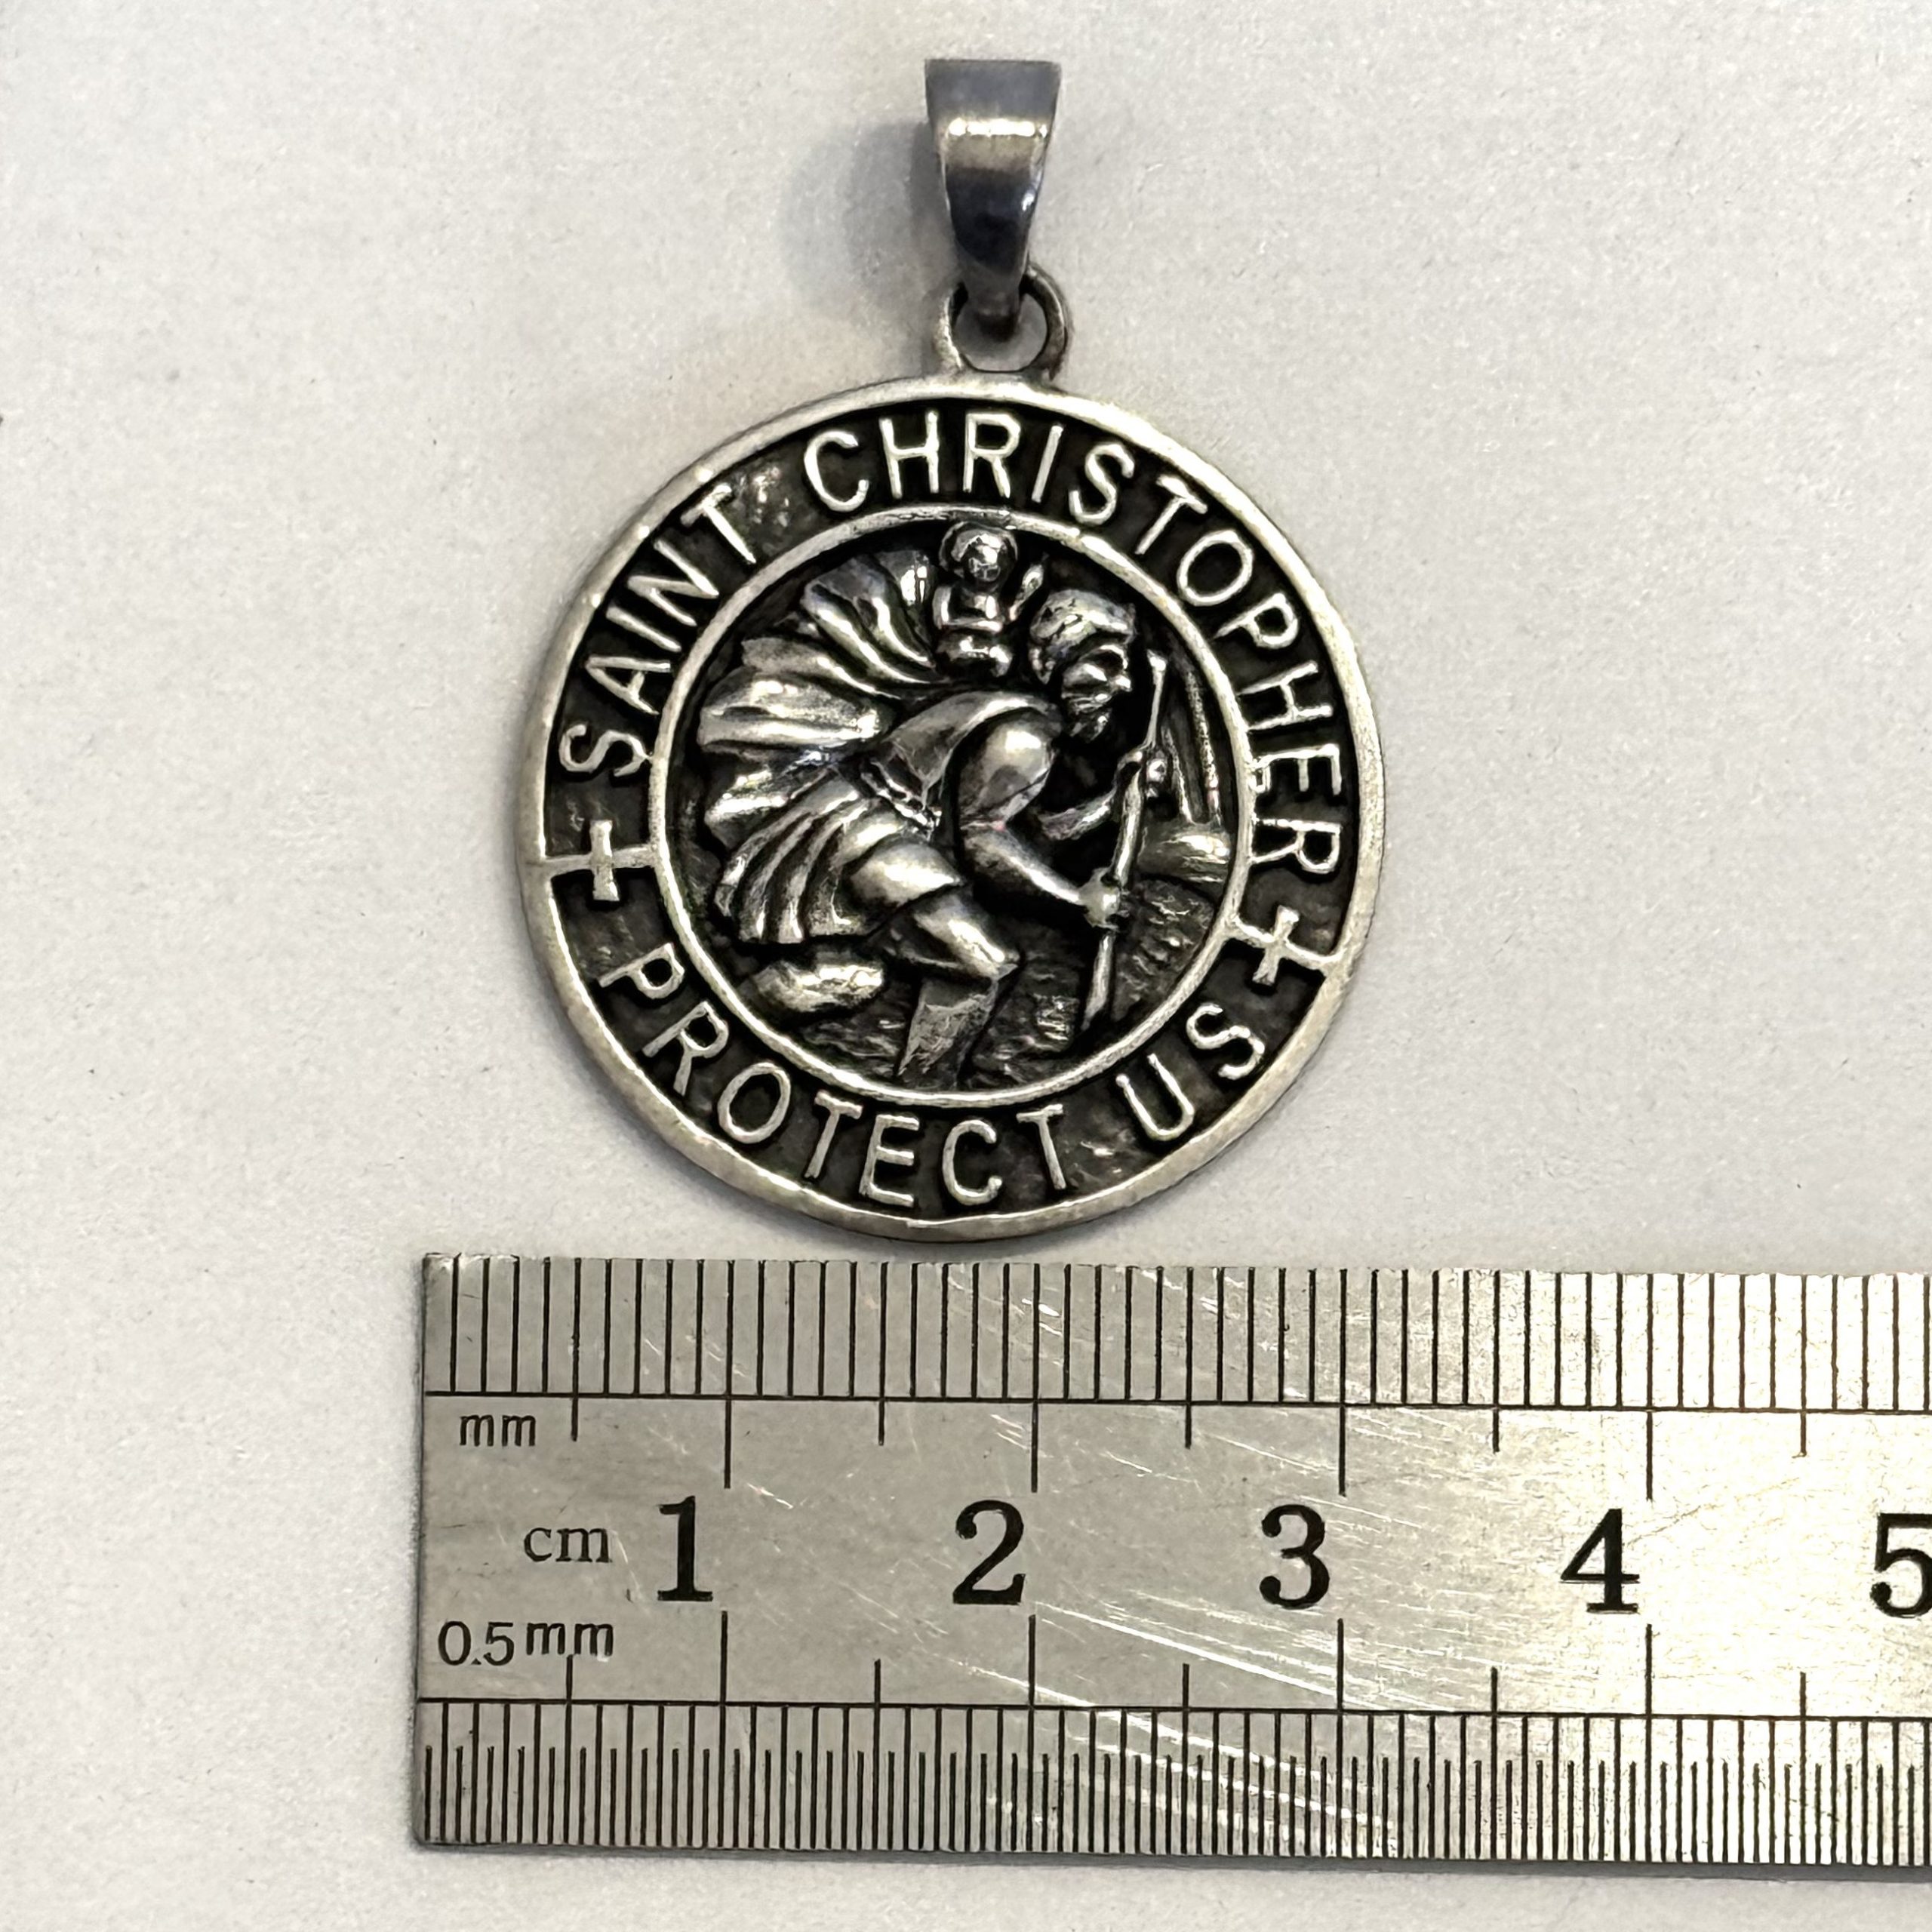 SAINT CHRISTOPHER
PROTECT US
mm
cm 1 2 3 4 5
0.5mm